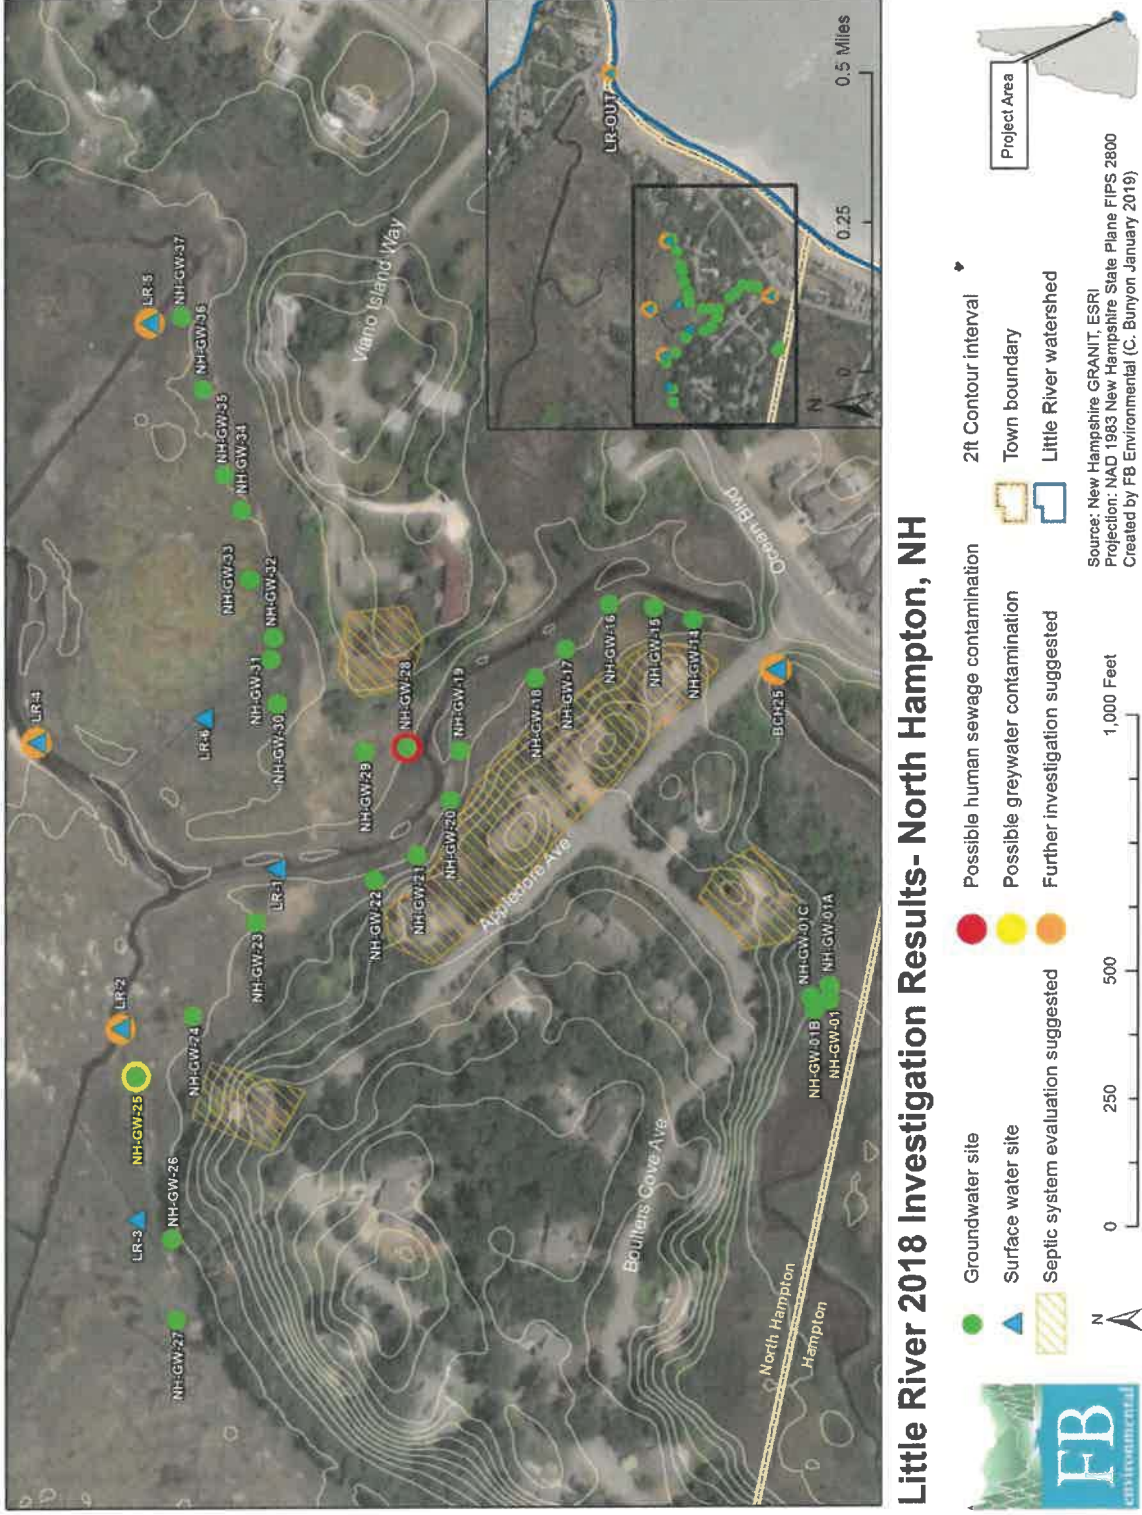 Little River 2018 Investigation Results- North Hampton, NH
LR-4
LR-5
NH-GW-37
NH-GW-36
NH-GW-35
NH-GW-34
NH-GW-33
NH-GW-32
NH-GW-31
NH-GW-30
LR-6
LR-2
NH-GW-25
LR-3
NH-GW-26
NH-GW-27
NH-GW-24
NH-GW-23
LR-1
NH-GW-22
NH-GW-21
NH-GW-20
NH-GW-29
NH-GW-28
NH-GW-19
NH-GW-18
NH-GW-17
NH-GW-16
NH-GW-15
NH-GW-14
BCH25
NH-GW-01C
NH-GW-01A
NH-GW-01B
NH-GW-01
Viano Island Way
Ocean Blvd
Appledore Ave
Boulters Cove Ave
North Hampton
Hampton
LR-OUT
N
0
0.25
0.5 Miles
Groundwater site
Surface water site
Septic system evaluation suggested
Possible human sewage contamination
Possible greywater contamination
Further investigation suggested
2ft Contour interval
Town boundary
Little River watershed
Project Area
N
0
250
500
1,000 Feet
Source: New Hampshire GRANIT, ESRI
Projection: NAD 1983 New Hampshire State Plane FIPS 2800
Created by FB Environmental (C. Bunyon January 2019)
FB
environmental